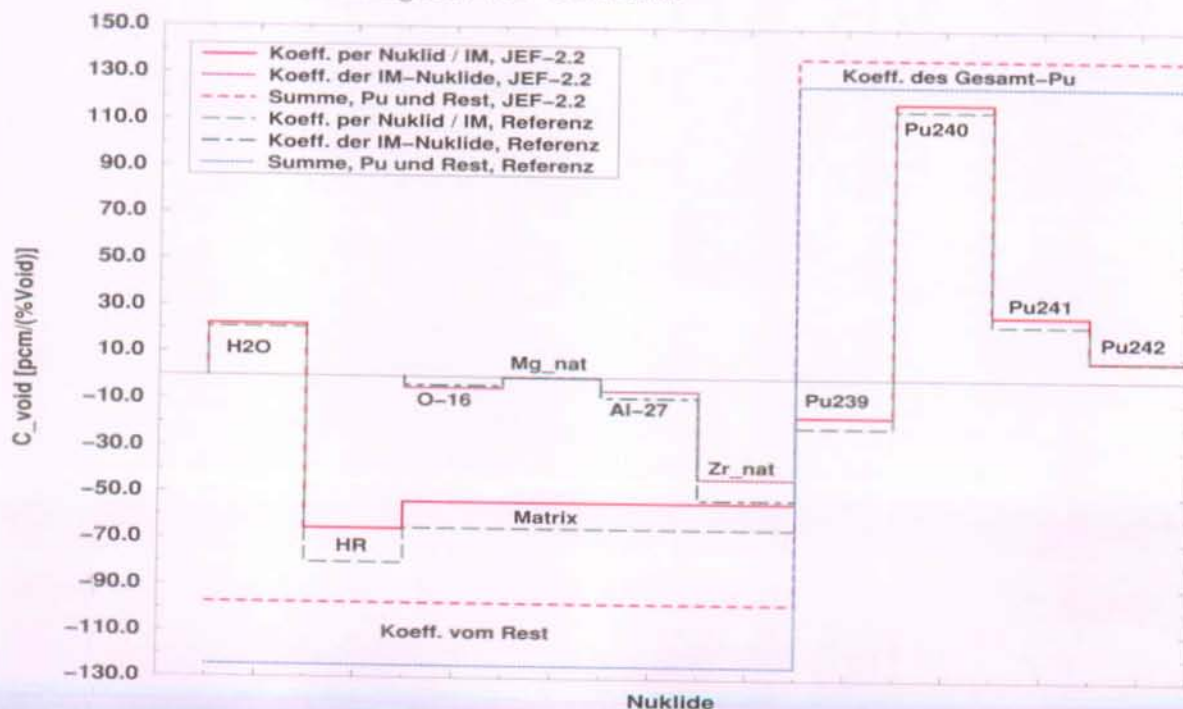 150.0
130.0
110.0
90.0
70.0
50.0
30.0
10.0
−10.0
−30.0
−50.0
−70.0
−90.0
−110.0
−130.0
C_void [pcm/(%Void)]
Koeff. per Nuklid / IM, JEF−2.2
Koeff. der IM−Nuklide, JEF−2.2
Summe, Pu und Rest, JEF−2.2
Koeff. per Nuklid / IM, Referenz
Koeff. der IM−Nuklide, Referenz
Summe, Pu und Rest, Referenz
Koeff. des Gesamt−Pu
Pu240
Pu241
Pu242
H2O
Mg_nat
O−16
Al−27
Pu239
Zr_nat
Matrix
HR
Koeff. vom Rest
Nuklide